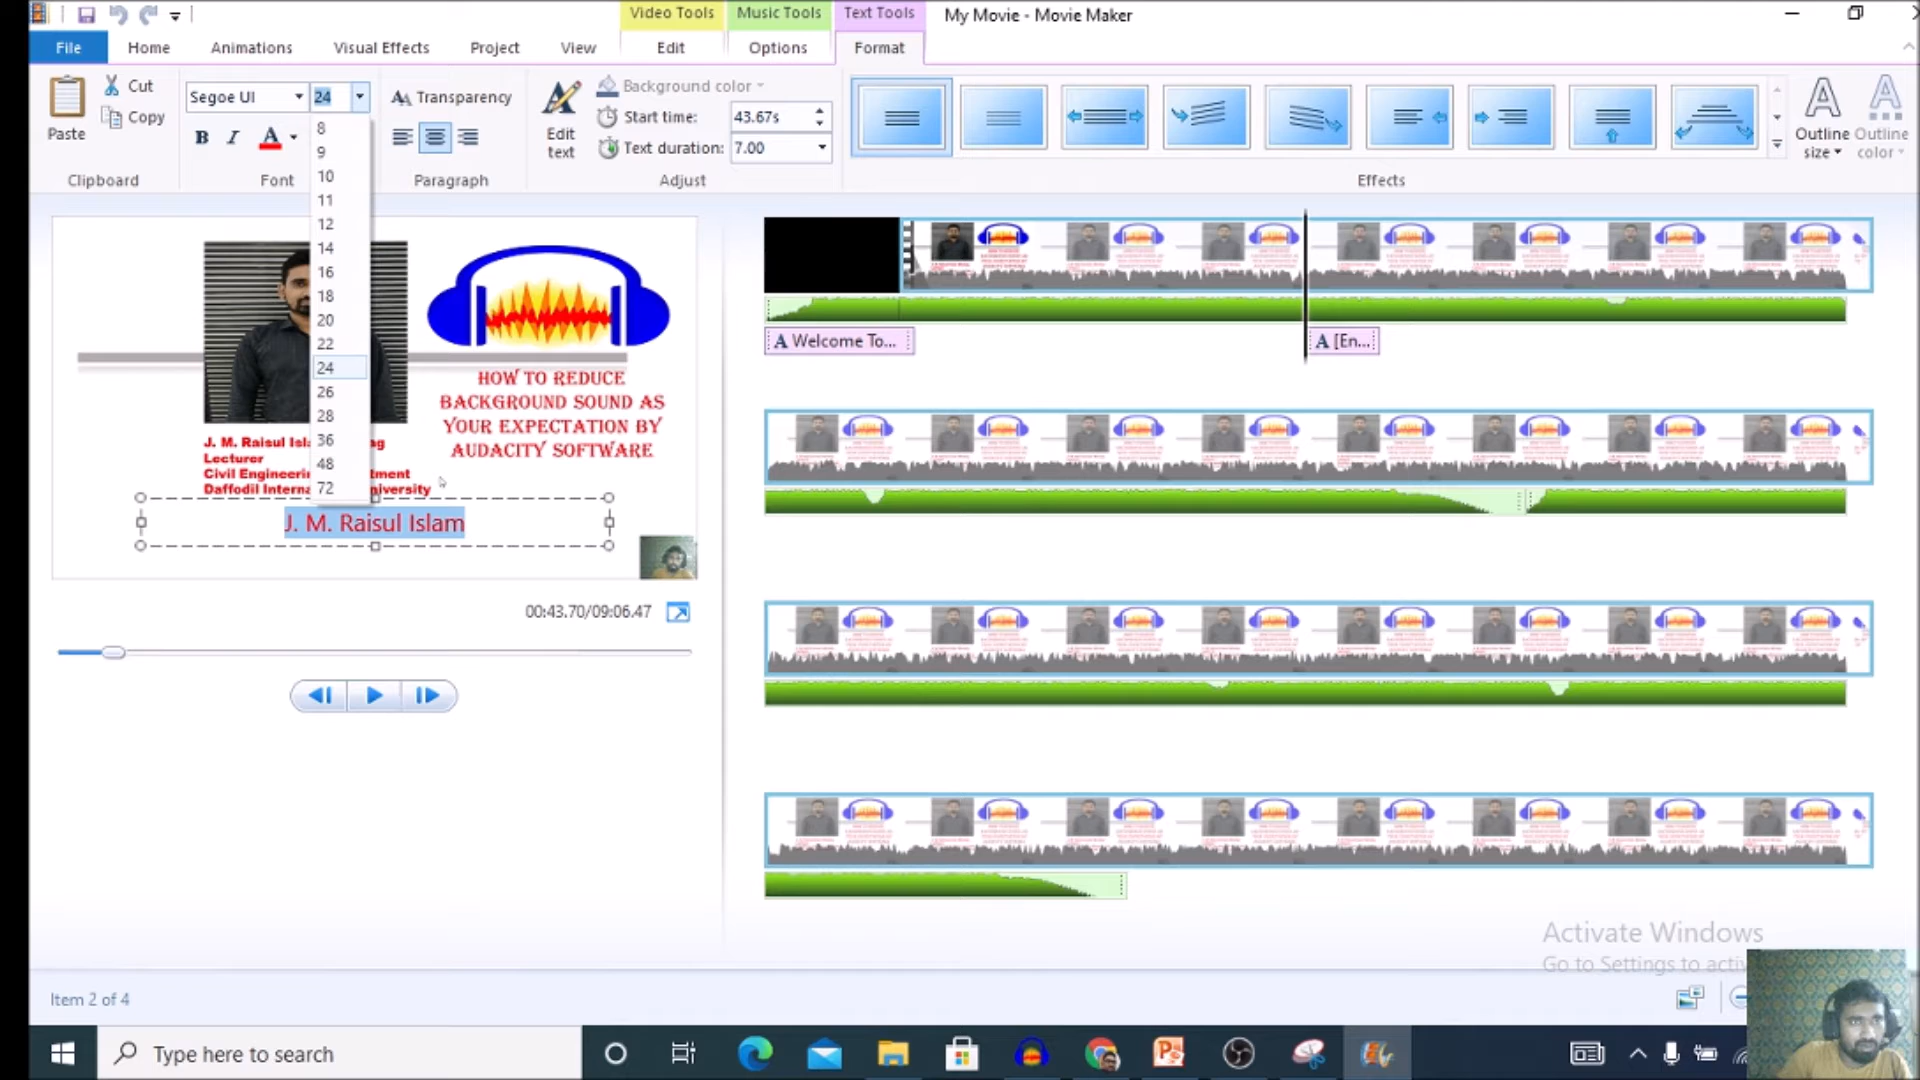 Video Tools
Music Tools
Text Tools
My Movie - Movie Maker
File
Home
Animations
Visual Effects
Project
View
Edit
Options
Format
Paste
Cut
Copy
Clipboard
Segoe UI
24
B I A
Font
8
9
10
11
12
14
16
18
20
22
24
26
28
36
48
72
Transparency
Paragraph
Edit text
Background color
Start time: 43.67s
Text duration: 7.00
Adjust
Effects
Outline size
Outline color
HOW TO REDUCE
BACKGROUND SOUND AS
YOUR EXPECTATION BY
AUDACITY SOFTWARE
J. M. Raisul
Lecturer
Civil
Daffodil
J. M. Raisul Islam
00:43.70/09:06.47
A Welcome To...
A [En...
Item 2 of 4
Activate Windows
Go to Settings to
Type here to search